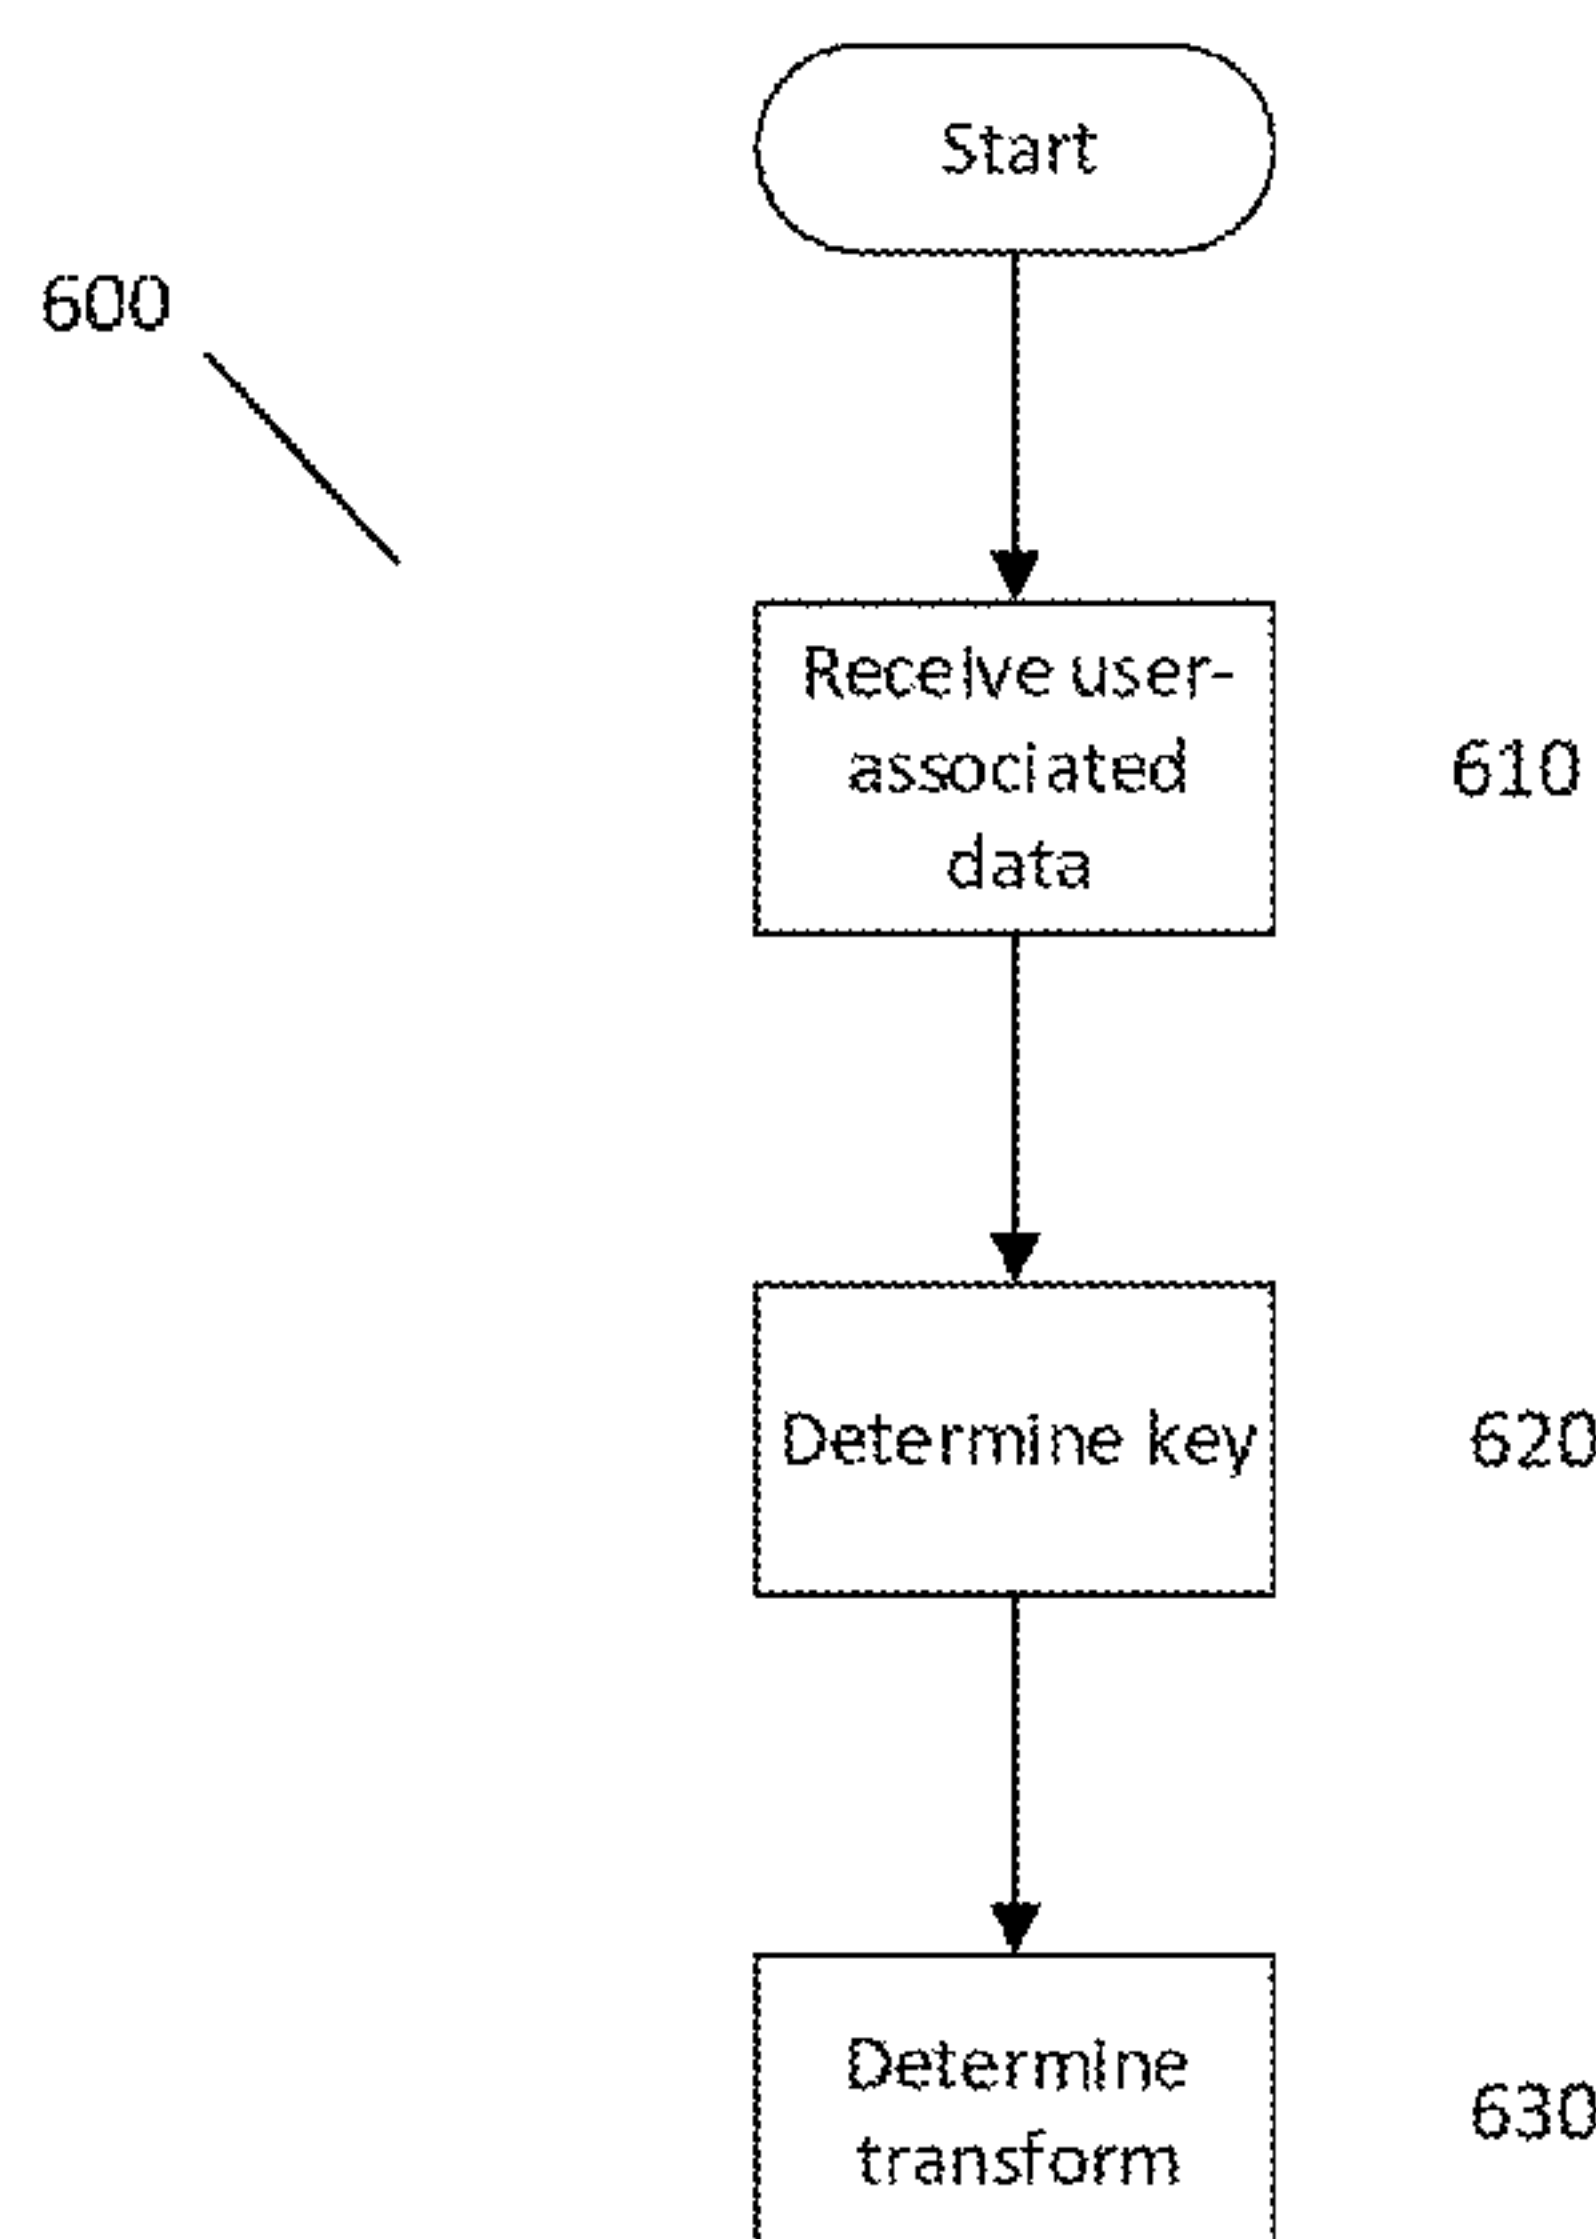 Start
600
Receive user-
associated
data
610
Determine key
620
Determine
transform
630